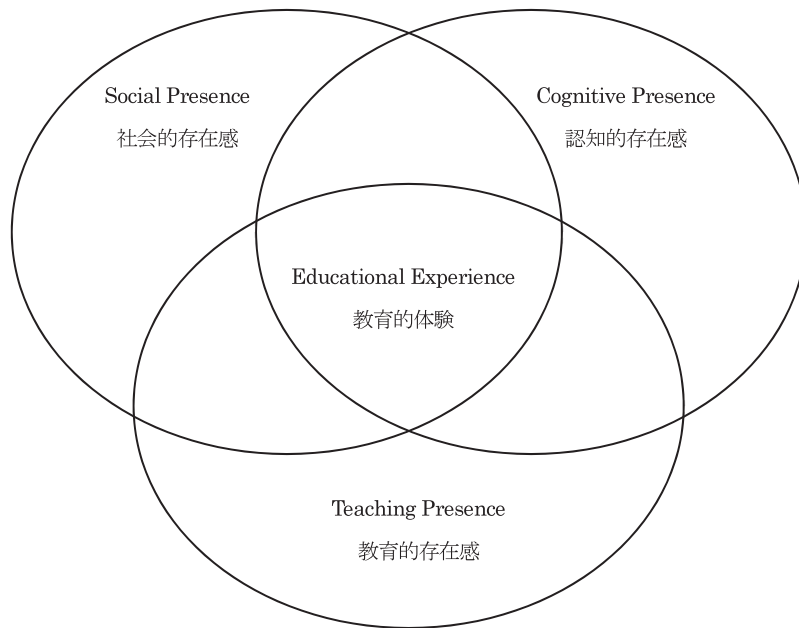 Social Presence
社会的存在感
Cognitive Presence
認知的存在感
Educational Experience
教育的体験
Teaching Presence
教育的存在感